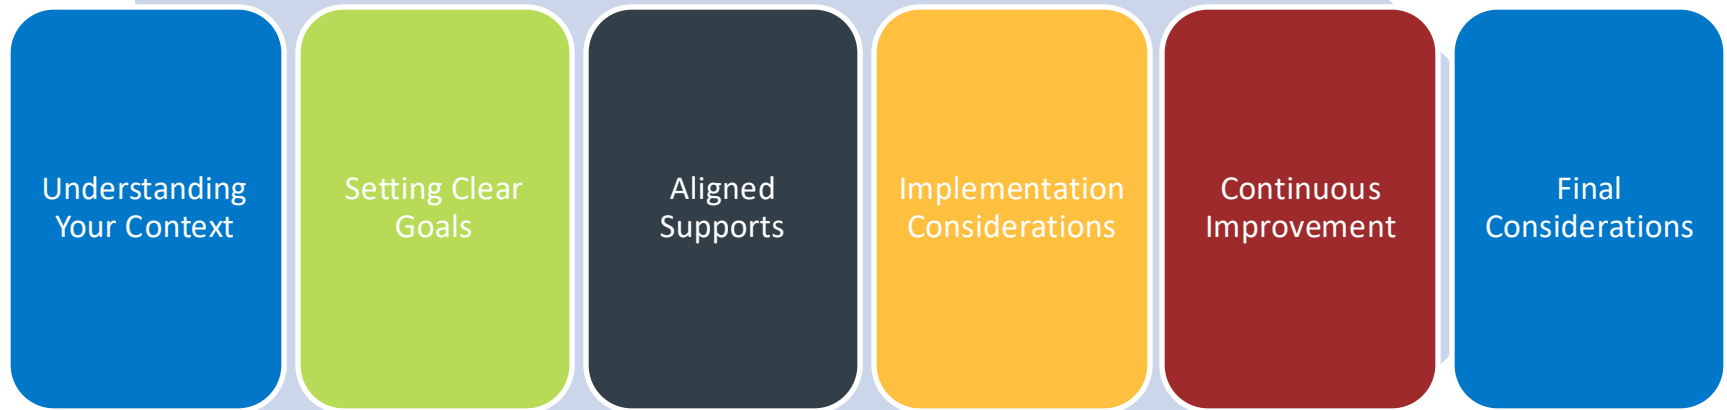 Understanding
Your Context
Setting Clear
Goals
Aligned
Supports
Implementation
Considerations
Continuous
Improvement
Final
Considerations